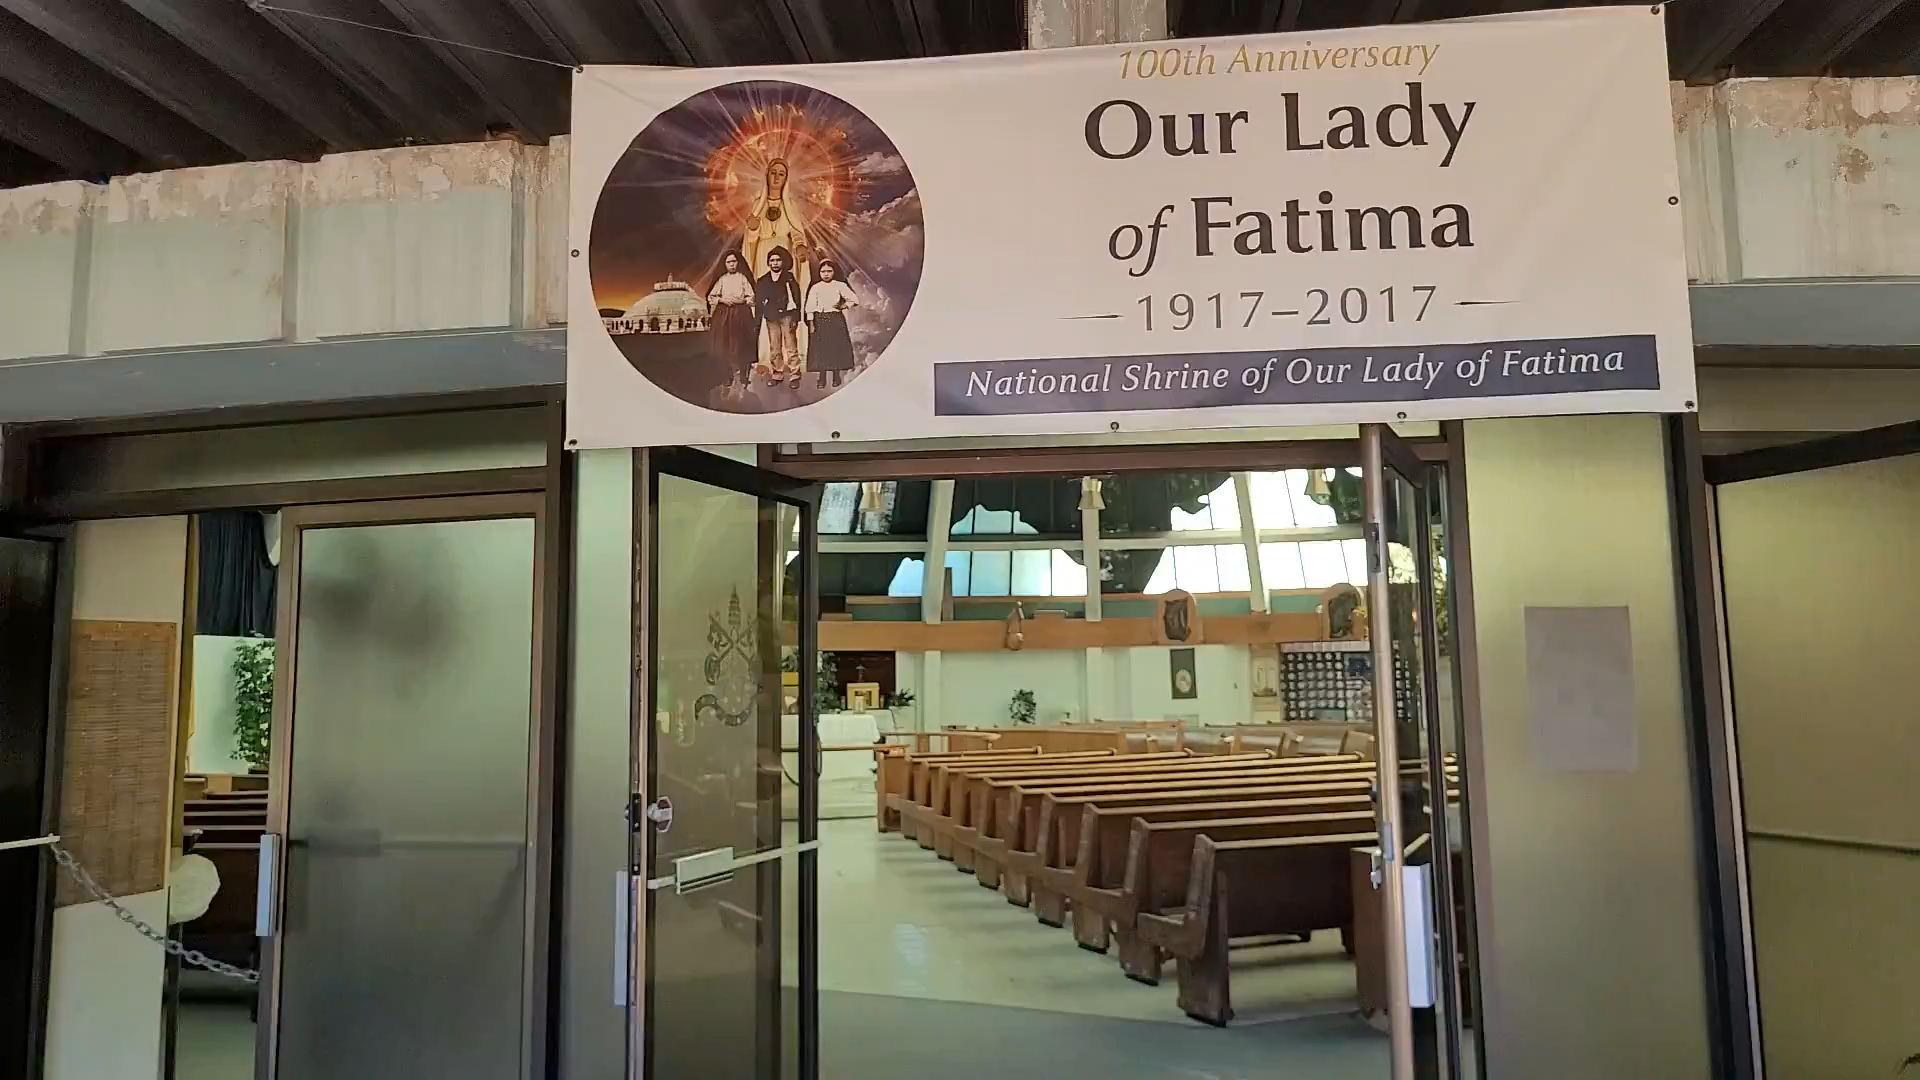 100th Anniversary
Our Lady
of Fatima
1917–2017
National Shrine of Our Lady of Fatima